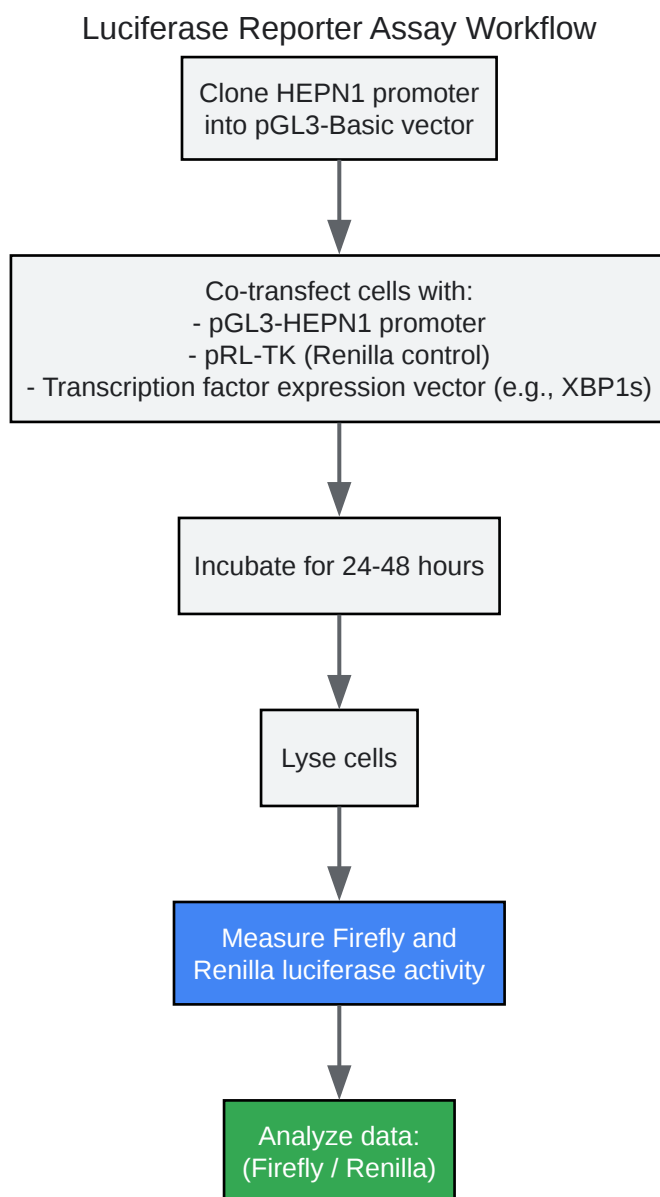 Luciferase Reporter Assay Workflow
Clone HEPN1 promoter
into pGL3-Basic vector
Co-transfect cells with:
- pGL3-HEPN1 promoter
- pRL-TK (Renilla control)
- Transcription factor expression vector (e.g., XBP1s)
Incubate for 24-48 hours
Lyse cells
Measure Firefly and
Renilla luciferase activity
Analyze data:
(Firefly / Renilla)